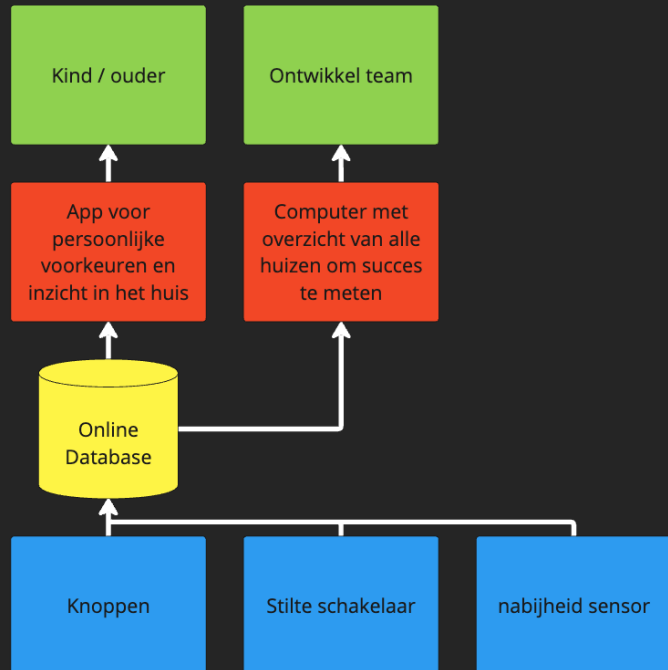 Kind / ouder
Ontwikkel team
App voor
persoonlijke
voorkeuren en
inzicht in het huis
Computer met
overzicht van alle
huizen om succes
te meten
Online
Database
Knoppen
Stilte schakelaar
nabijheid sensor